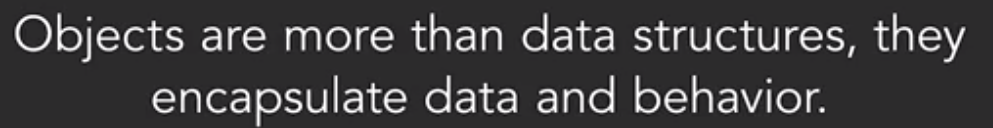 Objects are more than data structures, they
encapsulate data and behavior.